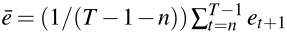 ē = (1/(T − 1 − n)) ∑_{t=n}^{T−1} e_{t+1}